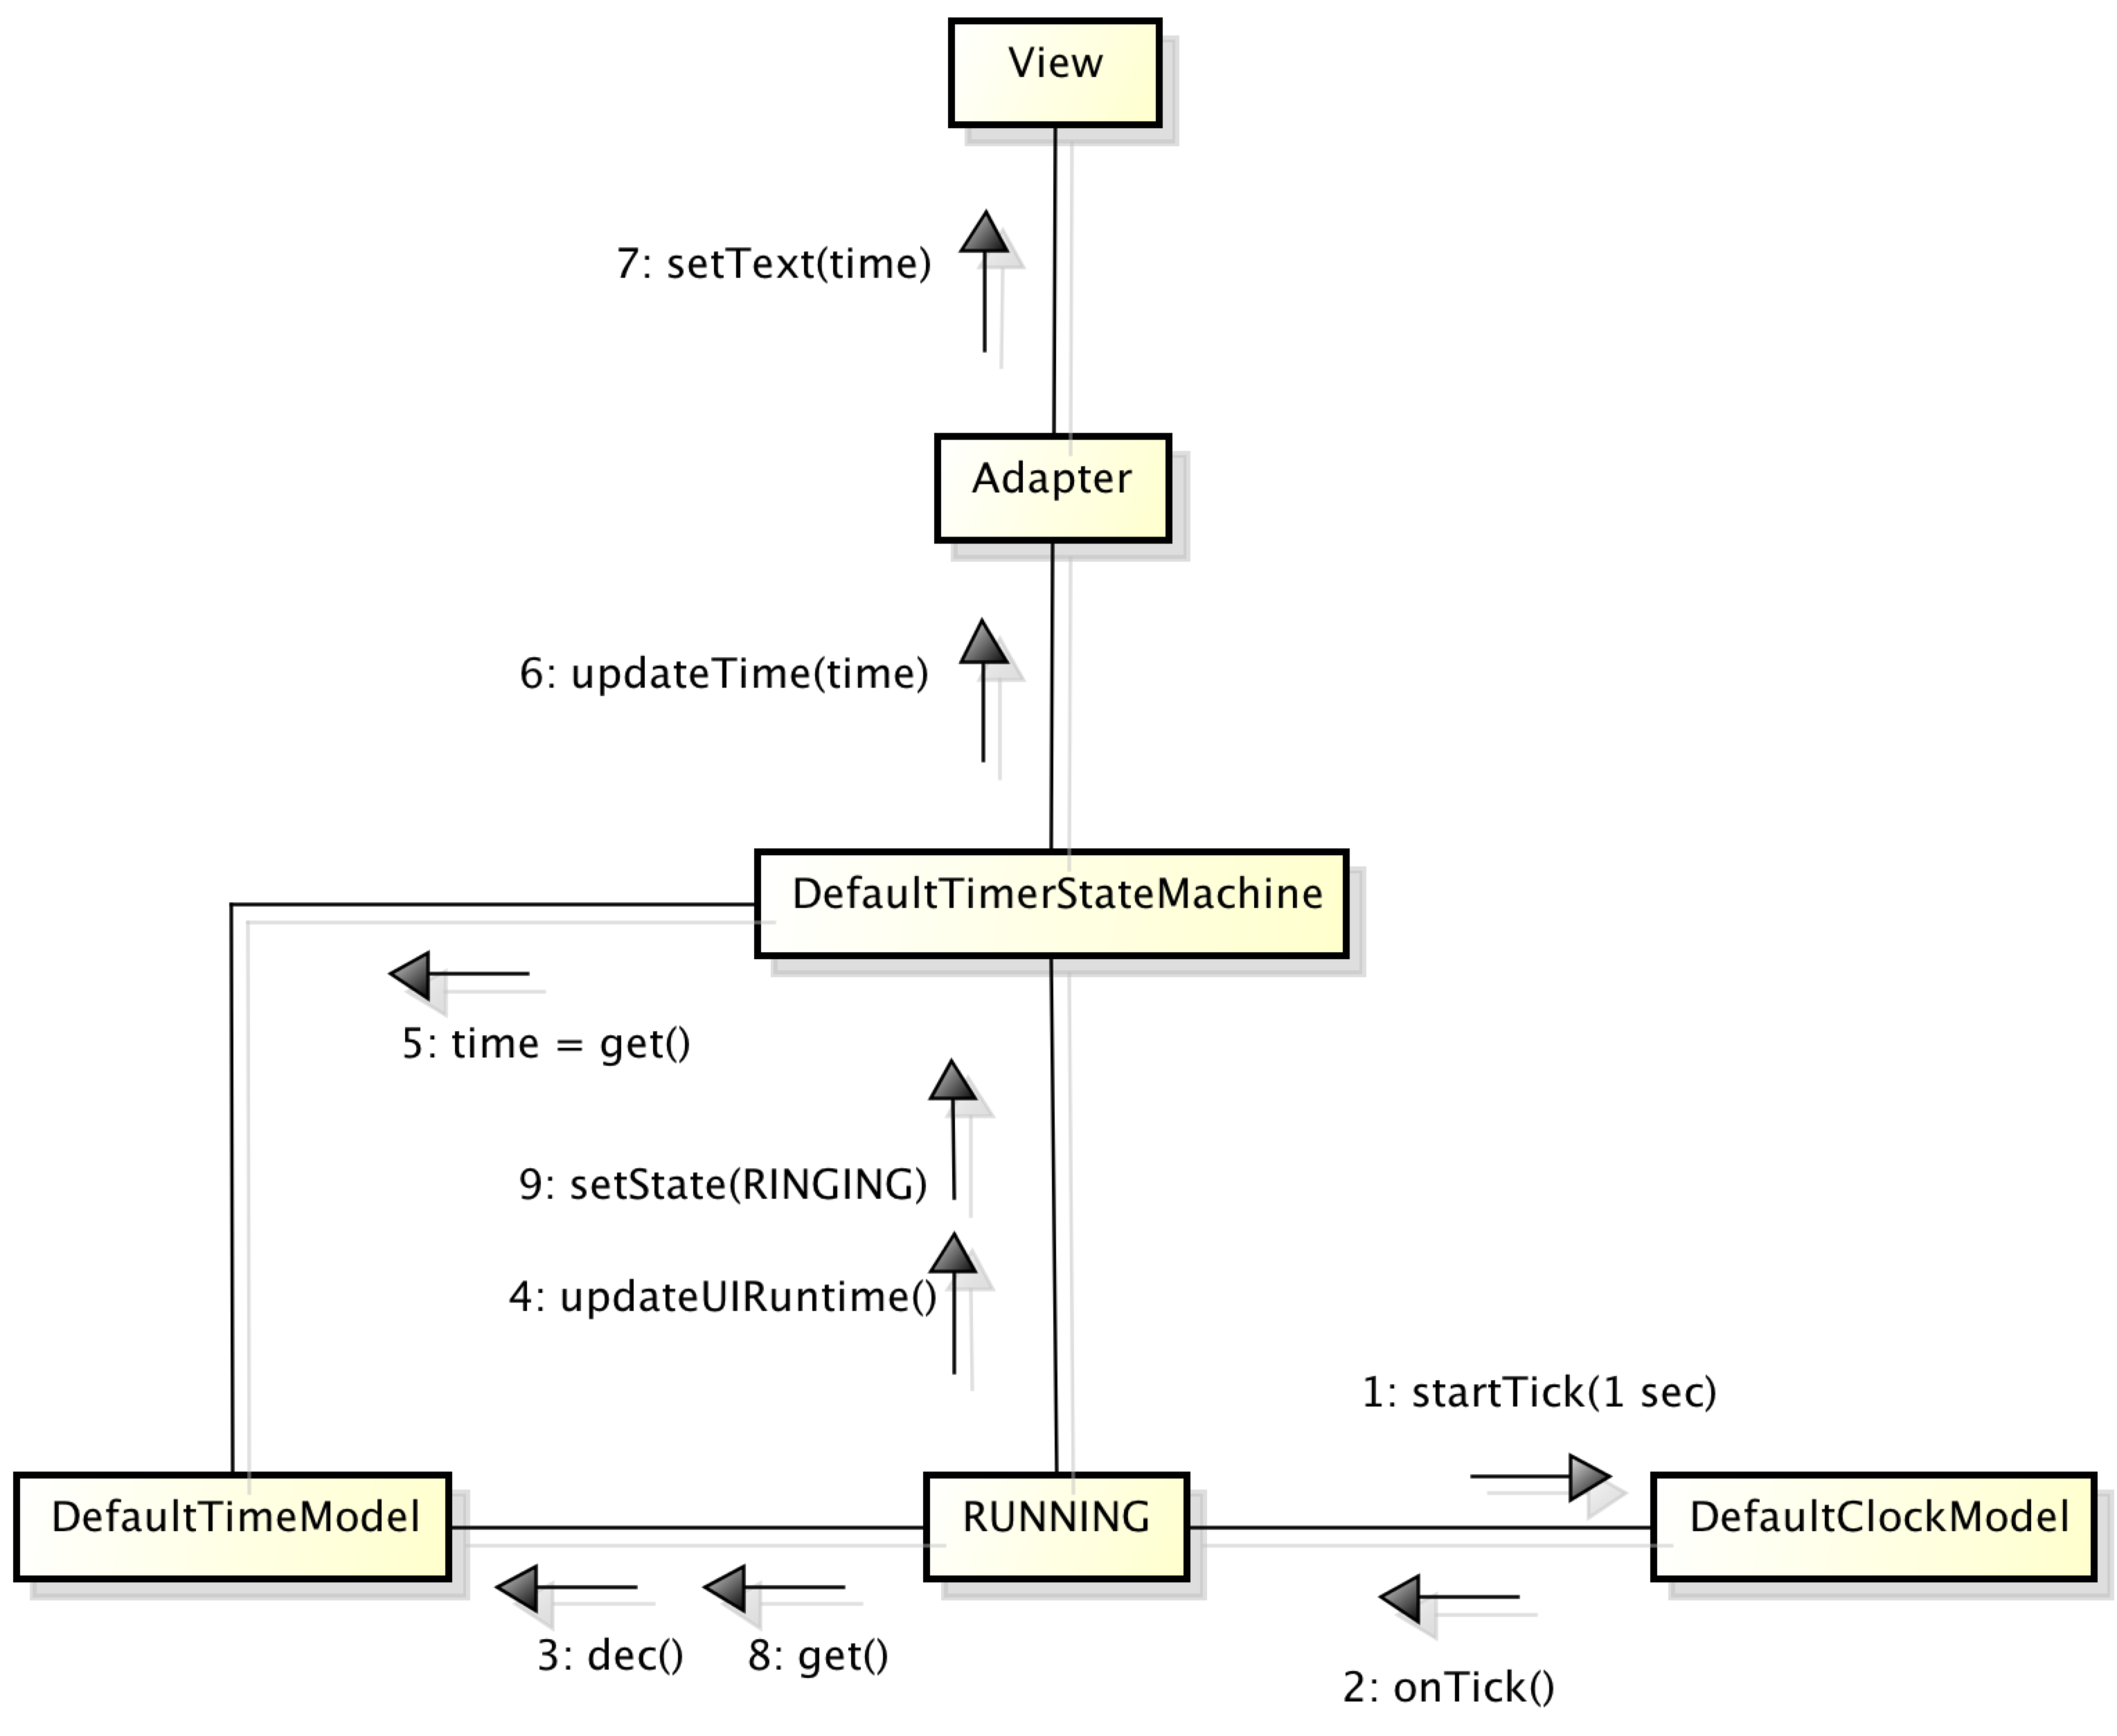 View
7: setText(time)
Adapter
6: updateTime(time)
DefaultTimerStateMachine
5: time = get()
9: setState(RINGING)
4: updateUIRuntime()
1: startTick(1 sec)
DefaultTimeModel
RUNNING
DefaultClockModel
3: dec()
8: get()
2: onTick()